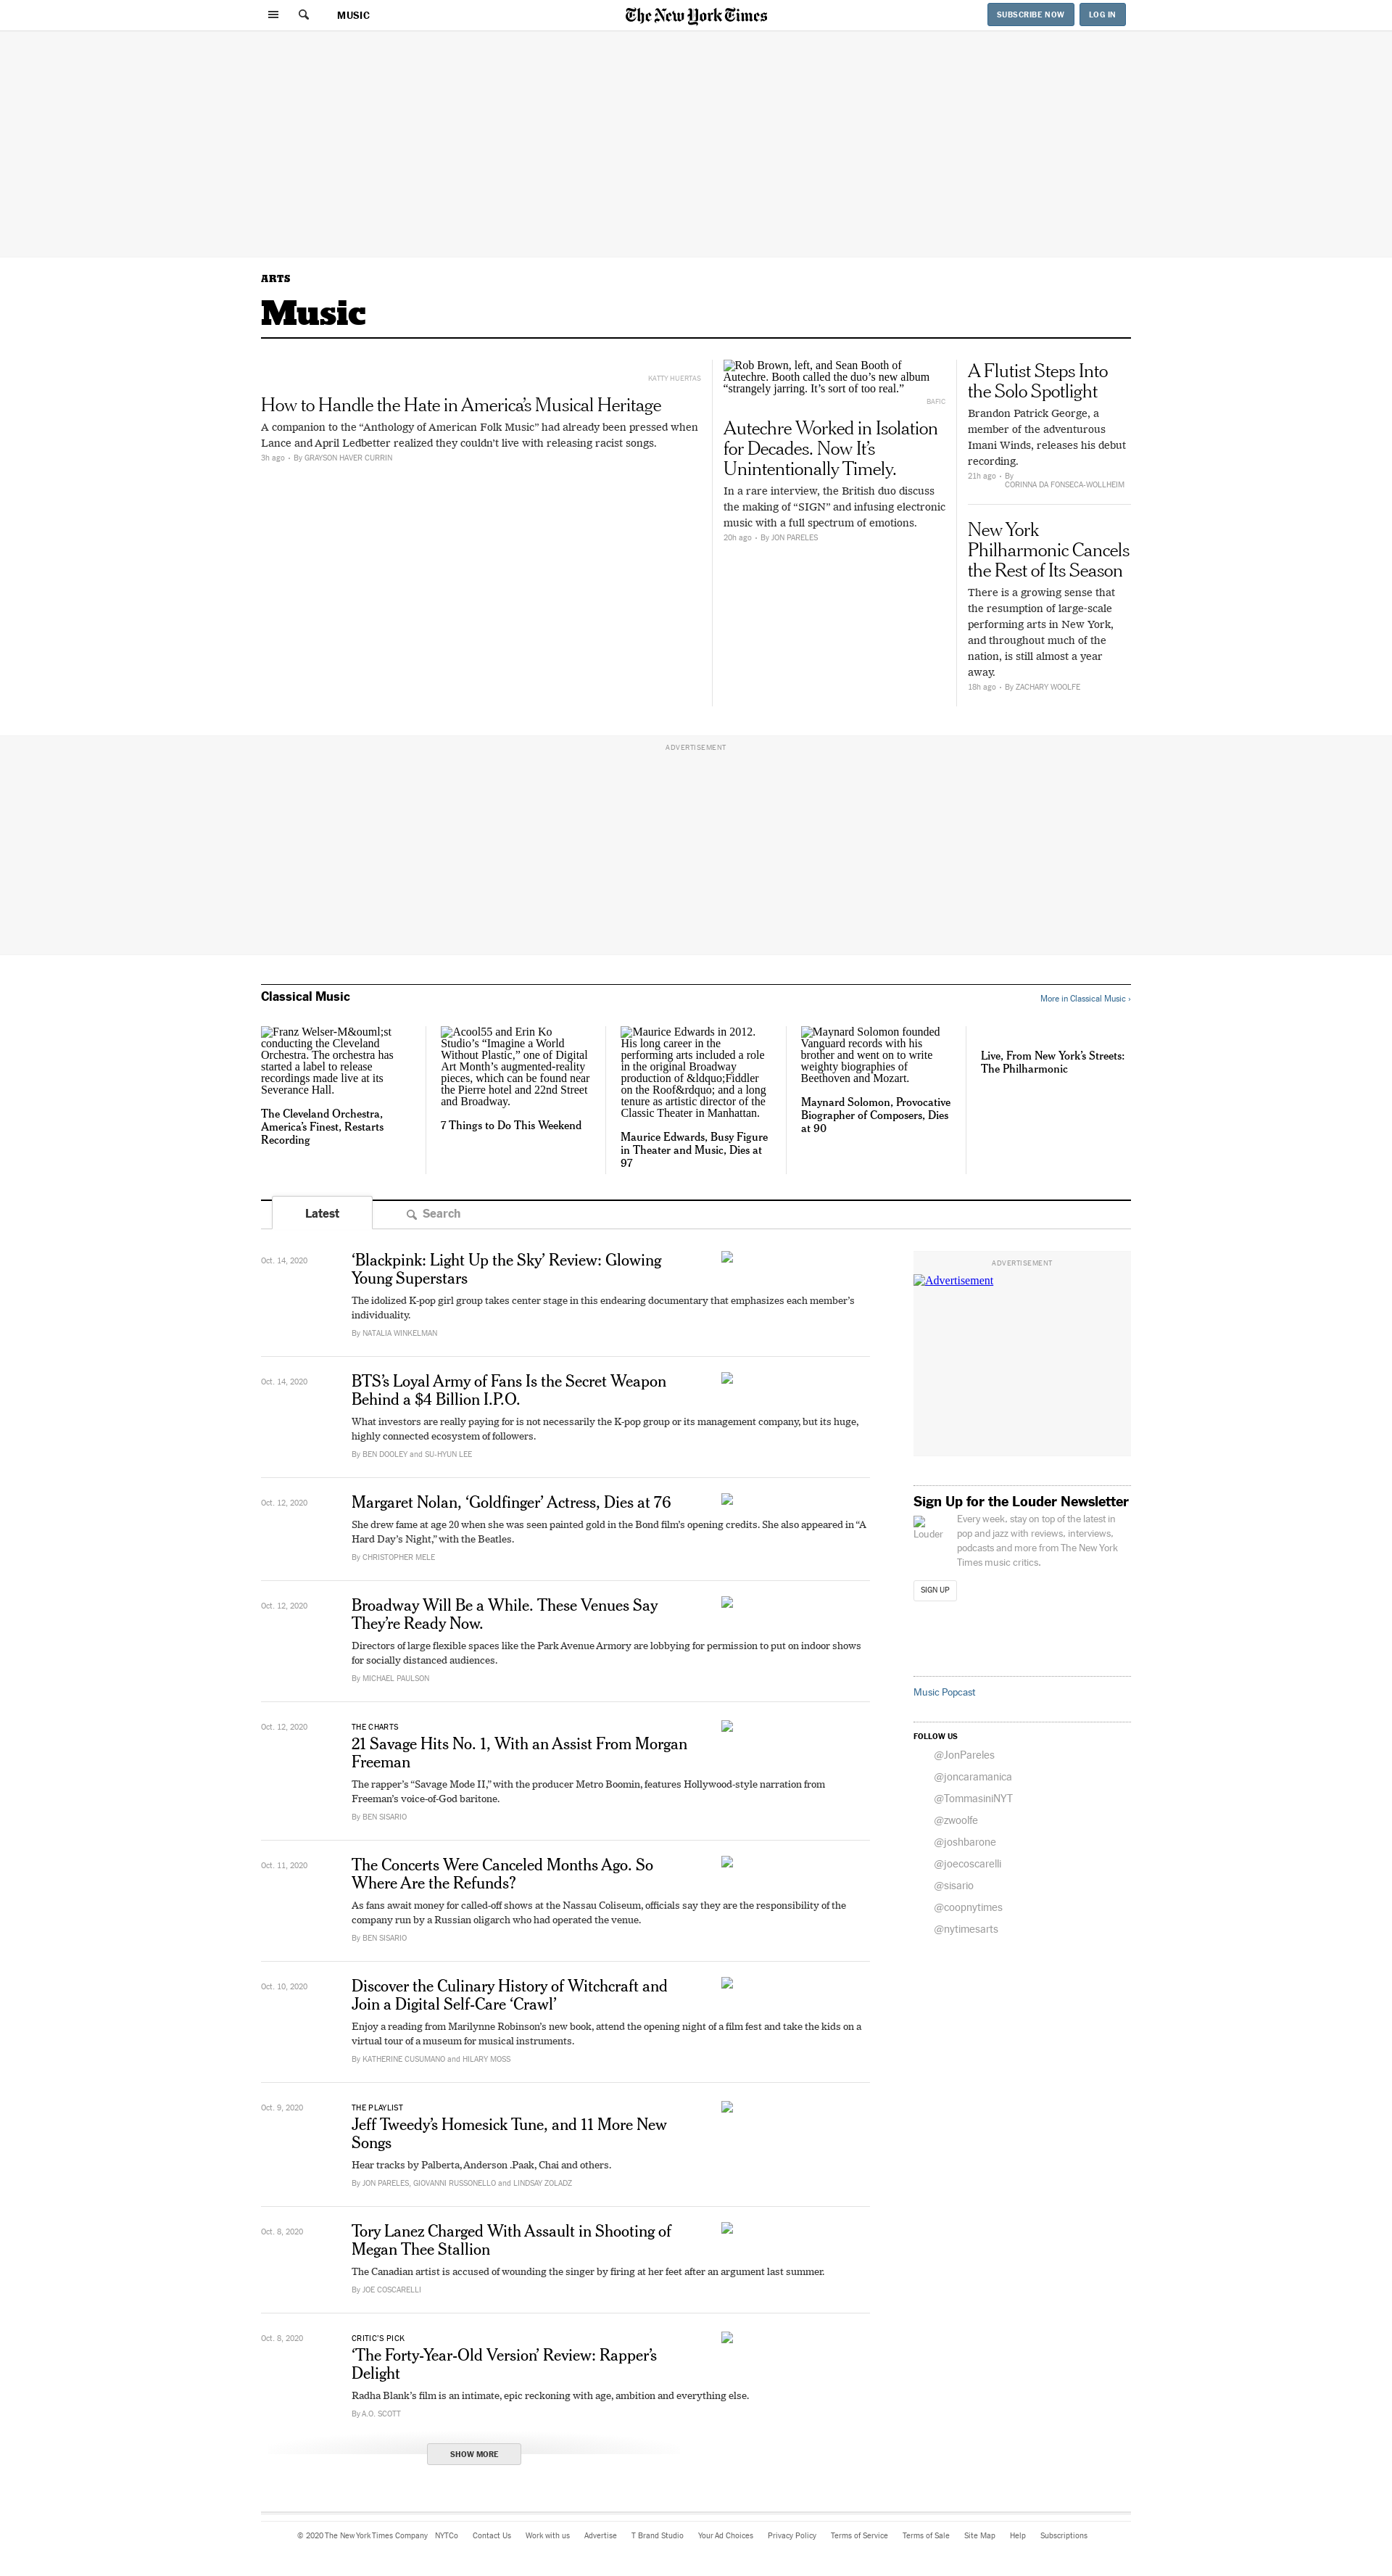 MUSIC
The New York Times
SUBSCRIBE NOW
LOG IN
ARTS
Music
KATTY HUERTAS
How to Handle the Hate in America’s Musical Heritage
A companion to the “Anthology of American Folk Music” had already been pressed when
Lance and April Ledbetter realized they couldn’t live with releasing racist songs.
3h ago • By GRAYSON HAVER CURRIN
Rob Brown, left, and Sean Booth of
Autechre. Booth called the duo’s new album
“strangely jarring. It’s sort of too real.”
BAFIC
Autechre Worked in Isolation
for Decades. Now It’s
Unintentionally Timely.
In a rare interview, the British duo discuss
the making of “SIGN” and infusing electronic
music with a full spectrum of emotions.
20h ago • By JON PARELES
A Flutist Steps Into
the Solo Spotlight
Brandon Patrick George, a
member of the adventurous
Imani Winds, releases his debut
recording.
21h ago • By
CORINNA DA FONSECA-WOLLHEIM
New York
Philharmonic Cancels
the Rest of Its Season
There is a growing sense that
the resumption of large-scale
performing arts in New York,
and throughout much of the
nation, is still almost a year
away.
18h ago • By ZACHARY WOOLFE
ADVERTISEMENT
Classical Music
More in Classical Music ›
Franz Welser-M&ouml;st
conducting the Cleveland
Orchestra. The orchestra has
started a label to release
recordings made live at its
Severance Hall.
The Cleveland Orchestra,
America’s Finest, Restarts
Recording
Acool55 and Erin Ko
Studio’s “Imagine a World
Without Plastic,” one of Digital
Art Month’s augmented-reality
pieces, which can be found near
the Pierre hotel and 22nd Street
and Broadway.
7 Things to Do This Weekend
Maurice Edwards in 2012.
His long career in the
performing arts included a role
in the original Broadway
production of &ldquo;Fiddler
on the Roof&rdquo; and a long
tenure as artistic director of the
Classic Theater in Manhattan.
Maurice Edwards, Busy Figure
in Theater and Music, Dies at
97
Maynard Solomon founded
Vanguard records with his
brother and went on to write
weighty biographies of
Beethoven and Mozart.
Maynard Solomon, Provocative
Biographer of Composers, Dies
at 90
Live, From New York’s Streets:
The Philharmonic
Latest
Search
Oct. 14, 2020
‘Blackpink: Light Up the Sky’ Review: Glowing
Young Superstars
The idolized K-pop girl group takes center stage in this endearing documentary that emphasizes each member’s
individuality.
By NATALIA WINKELMAN
Oct. 14, 2020
BTS’s Loyal Army of Fans Is the Secret Weapon
Behind a $4 Billion I.P.O.
What investors are really paying for is not necessarily the K-pop group or its management company, but its huge,
highly connected ecosystem of followers.
By BEN DOOLEY and SU-HYUN LEE
Oct. 12, 2020
Margaret Nolan, ‘Goldfinger’ Actress, Dies at 76
She drew fame at age 20 when she was seen painted gold in the Bond film’s opening credits. She also appeared in “A
Hard Day’s Night,” with the Beatles.
By CHRISTOPHER MELE
Oct. 12, 2020
Broadway Will Be a While. These Venues Say
They’re Ready Now.
Directors of large flexible spaces like the Park Avenue Armory are lobbying for permission to put on indoor shows
for socially distanced audiences.
By MICHAEL PAULSON
Oct. 12, 2020
THE CHARTS
21 Savage Hits No. 1, With an Assist From Morgan
Freeman
The rapper’s “Savage Mode II,” with the producer Metro Boomin, features Hollywood-style narration from
Freeman’s voice-of-God baritone.
By BEN SISARIO
Oct. 11, 2020
The Concerts Were Canceled Months Ago. So
Where Are the Refunds?
As fans await money for called-off shows at the Nassau Coliseum, officials say they are the responsibility of the
company run by a Russian oligarch who had operated the venue.
By BEN SISARIO
Oct. 10, 2020
Discover the Culinary History of Witchcraft and
Join a Digital Self-Care ‘Crawl’
Enjoy a reading from Marilynne Robinson’s new book, attend the opening night of a film fest and take the kids on a
virtual tour of a museum for musical instruments.
By KATHERINE CUSUMANO and HILARY MOSS
Oct. 9, 2020
THE PLAYLIST
Jeff Tweedy’s Homesick Tune, and 11 More New
Songs
Hear tracks by Palberta, Anderson .Paak, Chai and others.
By JON PARELES, GIOVANNI RUSSONELLO and LINDSAY ZOLADZ
Oct. 8, 2020
Tory Lanez Charged With Assault in Shooting of
Megan Thee Stallion
The Canadian artist is accused of wounding the singer by firing at her feet after an argument last summer.
By JOE COSCARELLI
Oct. 8, 2020
CRITIC’S PICK
‘The Forty-Year-Old Version’ Review: Rapper’s
Delight
Radha Blank’s film is an intimate, epic reckoning with age, ambition and everything else.
By A.O. SCOTT
SHOW MORE
ADVERTISEMENT
Advertisement
Sign Up for the Louder Newsletter
Louder
Every week, stay on top of the latest in
pop and jazz with reviews, interviews,
podcasts and more from The New York
Times music critics.
SIGN UP
Music Popcast
FOLLOW US
@JonPareles
@joncaramanica
@TommasiniNYT
@zwoolfe
@joshbarone
@joecoscarelli
@sisario
@coopnytimes
@nytimesarts
© 2020 The New York Times Company NYTCo Contact Us Work with us Advertise T Brand Studio Your Ad Choices Privacy Policy Terms of Service Terms of Sale Site Map Help Subscriptions